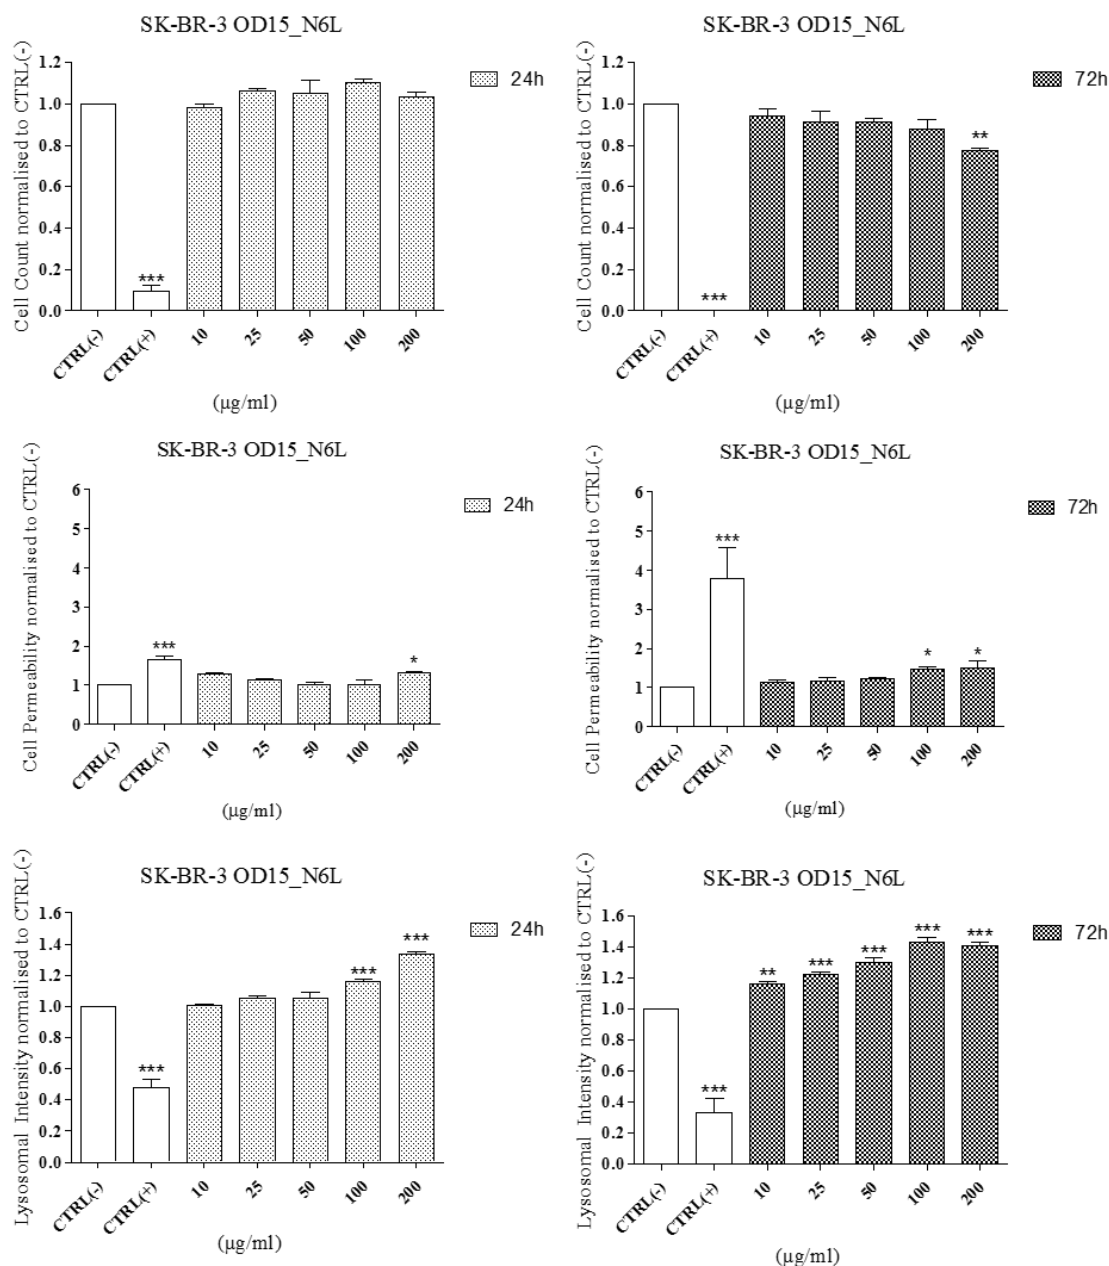 SK-BR-3 OD15_N6L
Cell Count normalised to CTRL(-)
1.2
1.0
0.8
0.6
0.4
0.2
0.0
***
CTRL(-)
CTRL(+)
10
25
50
100
200
(µg/ml)
24h
SK-BR-3 OD15_N6L
Cell Count normalised to CTRL(-)
1.2
1.0
0.8
0.6
0.4
0.2
0.0
***
**
CTRL(-)
CTRL(+)
10
25
50
100
200
(µg/ml)
72h
SK-BR-3 OD15_N6L
Cell Permeability normalised to CTRL(-)
6
5
4
3
2
1
0
***
*
CTRL(-)
CTRL(+)
10
25
50
100
200
(µg/ml)
24h
SK-BR-3 OD15_N6L
Cell Permeability normalised to CTRL(-)
6
5
4
3
2
1
0
***
*
*
CTRL(-)
CTRL(+)
10
25
50
100
200
(µg/ml)
72h
SK-BR-3 OD15_N6L
Lysosomal Intensity normalised to CTRL(-)
1.6
1.4
1.2
1.0
0.8
0.6
0.4
0.2
0.0
***
***
***
CTRL(-)
CTRL(+)
10
25
50
100
200
(µg/ml)
24h
SK-BR-3 OD15_N6L
Lysosomal Intensity normalised to CTRL(-)
1.6
1.4
1.2
1.0
0.8
0.6
0.4
0.2
0.0
***
**
***
***
***
***
CTRL(-)
CTRL(+)
10
25
50
100
200
(µg/ml)
72h